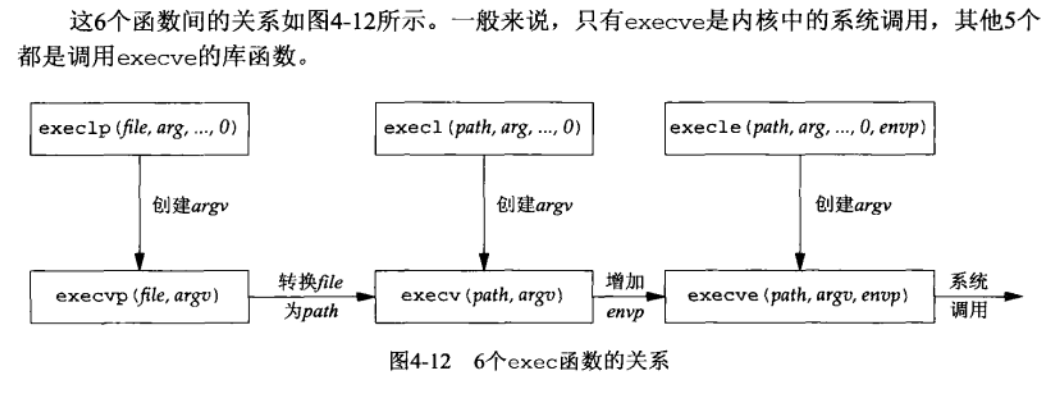 这6个函数间的关系如图4-12所示。一般来说，只有execve是内核中的系统调用，其他5个
都是调用execve的库函数。
execlp(file, arg, ..., 0)
execl(path, arg, ..., 0)
execle(path, arg, ..., 0, envp)
创建argv
创建argv
创建argv
execvp(file, argv)
转换file
为path
execv(path, argv)
增加
envp
execve(path, argv, envp)
系统
调用
图4-12 6个exec函数的关系